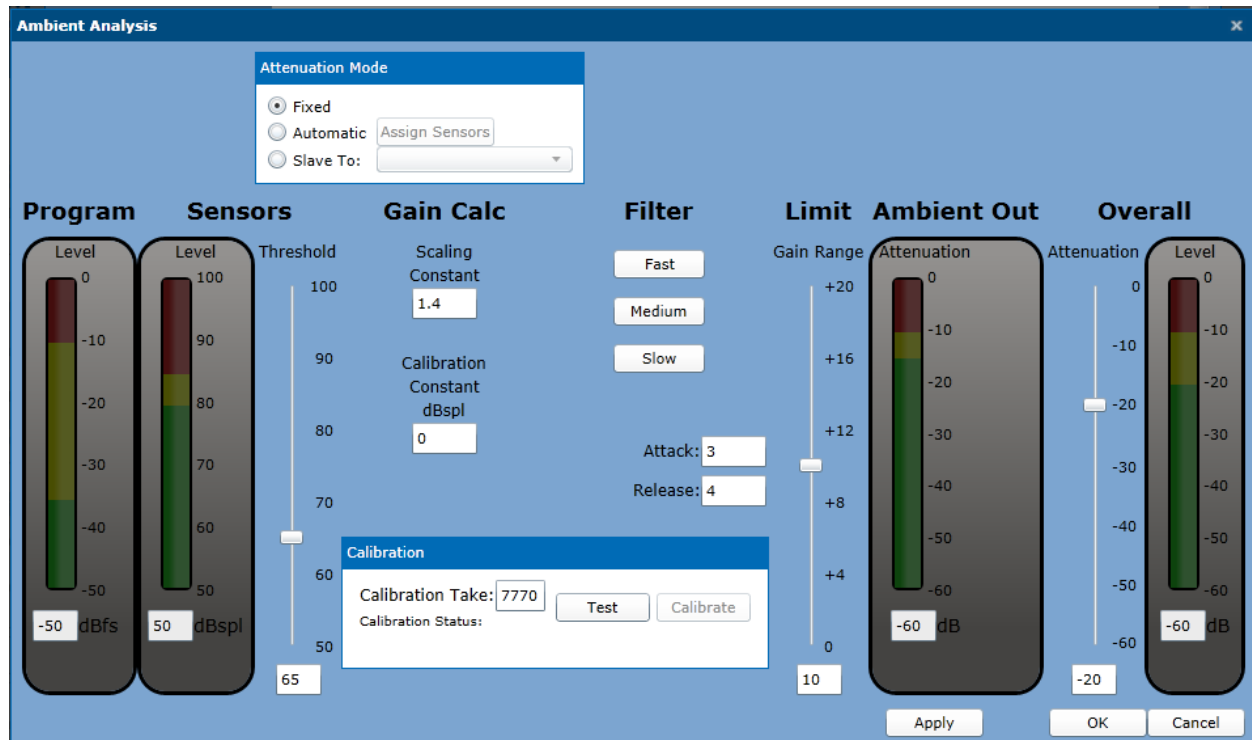 Ambient Analysis
x
Attenuation Mode
Fixed
Automatic Assign Sensors
Slave To:
Program Sensors Gain Calc Filter Limit Ambient Out Overall
Level
0
-10
-20
-30
-40
-50
-50 dBfs
Level
100
90
80
70
60
50
50 dBspl
Threshold
100
90
80
70
60
50
65
Scaling
Constant
1.4
Calibration
Constant
dBspl
0
Fast
Medium
Slow
Attack: 3
Release: 4
Calibration
Calibration Take: 7770 Test Calibrate
Calibration Status:
Gain Range
+20
+16
+12
+8
+4
0
10
Attenuation
0
-10
-20
-30
-40
-50
-60
-60 dB
Attenuation
0
-10
-20
-30
-40
-50
-60
-20
Level
0
-10
-20
-30
-40
-50
-60
-60 dB
Apply OK Cancel